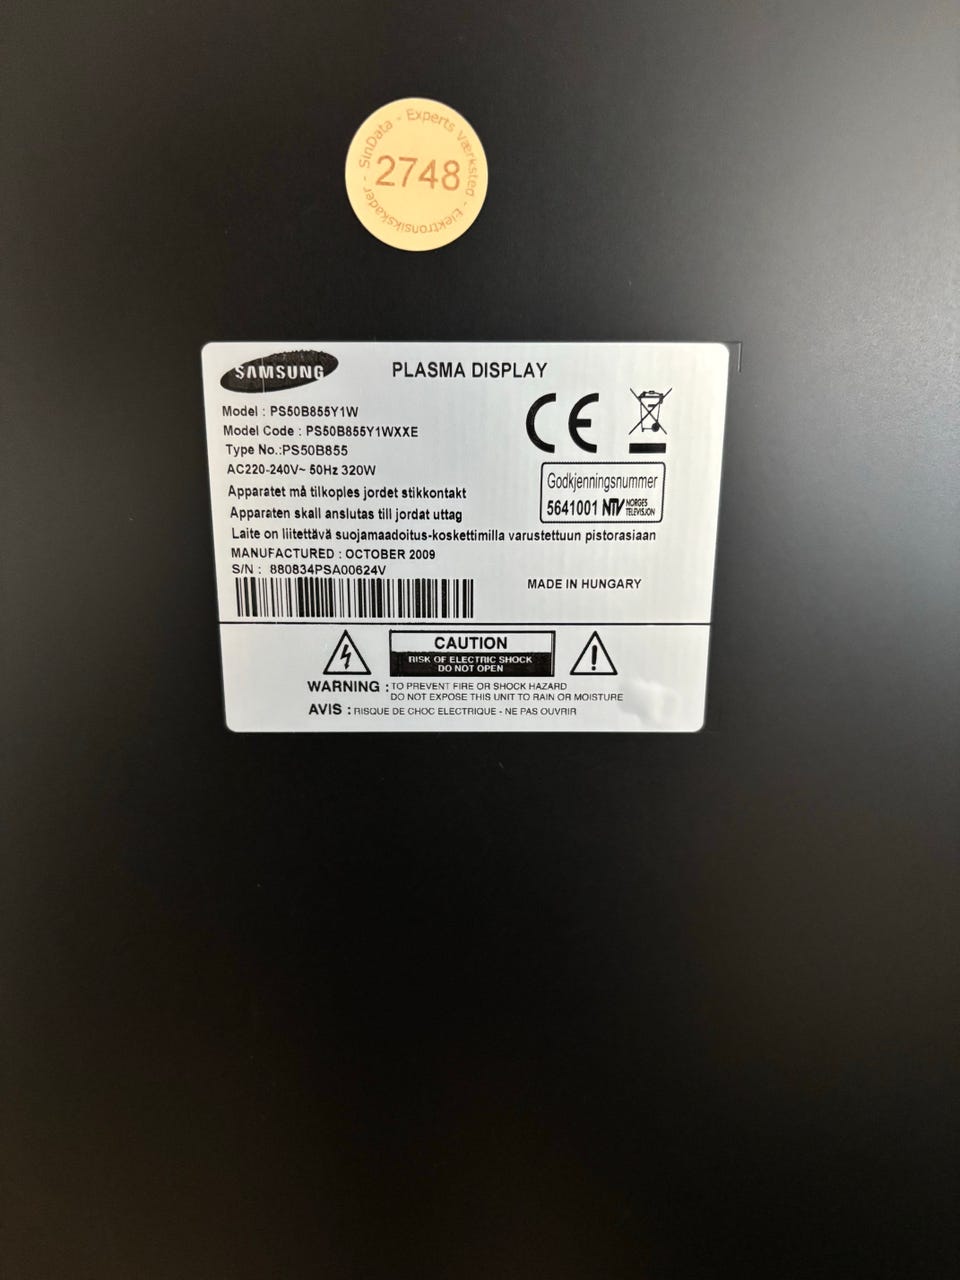 SinData - Experts værksted - Elektronsikskader -
2748
SAMSUNG
PLASMA DISPLAY
Model : PS50B855Y1W
Model Code : PS50B855Y1WXXE
Type No.:PS50B855
AC220-240V~ 50Hz 320W
Apparatet må tilkoples jordet stikkontakt
Apparaten skall anslutas till jordat uttag
Laite on liitettävä suojamaadoitus-koskettimilla varustettuun pistorasiaan
MANUFACTURED : OCTOBER 2009
S/N : 880834PSA00624V
CE
Godkjenningsnummer
5641001 NTV NORGES
TELEVISJON
MADE IN HUNGARY
CAUTION
RISK OF ELECTRIC SHOCK
DO NOT OPEN
WARNING : TO PREVENT FIRE OR SHOCK HAZARD
DO NOT EXPOSE THIS UNIT TO RAIN OR MOISTURE
AVIS : RISQUE DE CHOC ELECTRIQUE - NE PAS OUVRIR